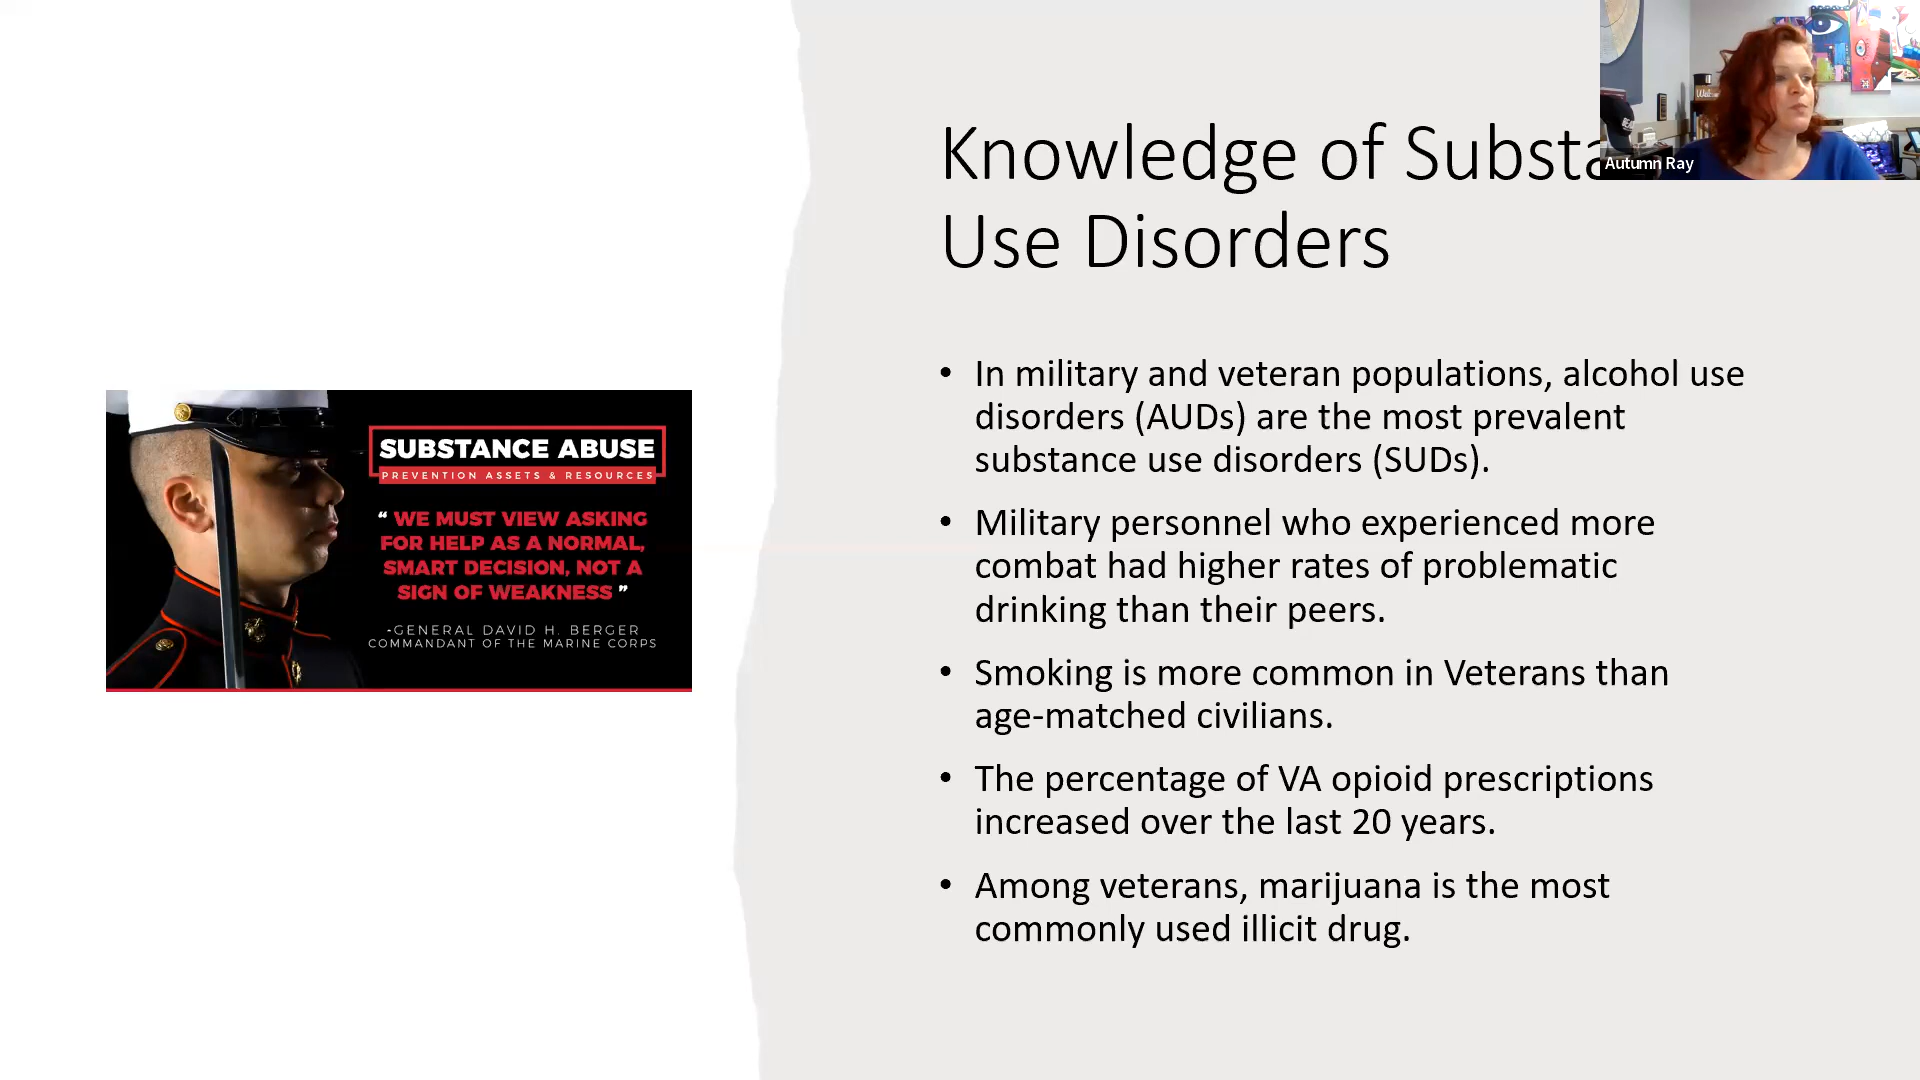 Knowledge of Substa
Use Disorders
Autumn Ray
• In military and veteran populations, alcohol use
disorders (AUDs) are the most prevalent
substance use disorders (SUDs).
• Military personnel who experienced more
combat had higher rates of problematic
drinking than their peers.
• Smoking is more common in Veterans than
age-matched civilians.
• The percentage of VA opioid prescriptions
increased over the last 20 years.
• Among veterans, marijuana is the most
commonly used illicit drug.
SUBSTANCE ABUSE
PREVENTION ASSETS & RESOURCES
“ WE MUST VIEW ASKING
FOR HELP AS A NORMAL,
SMART DECISION, NOT A
SIGN OF WEAKNESS ”
-GENERAL DAVID H. BERGER
COMMANDANT OF THE MARINE CORPS